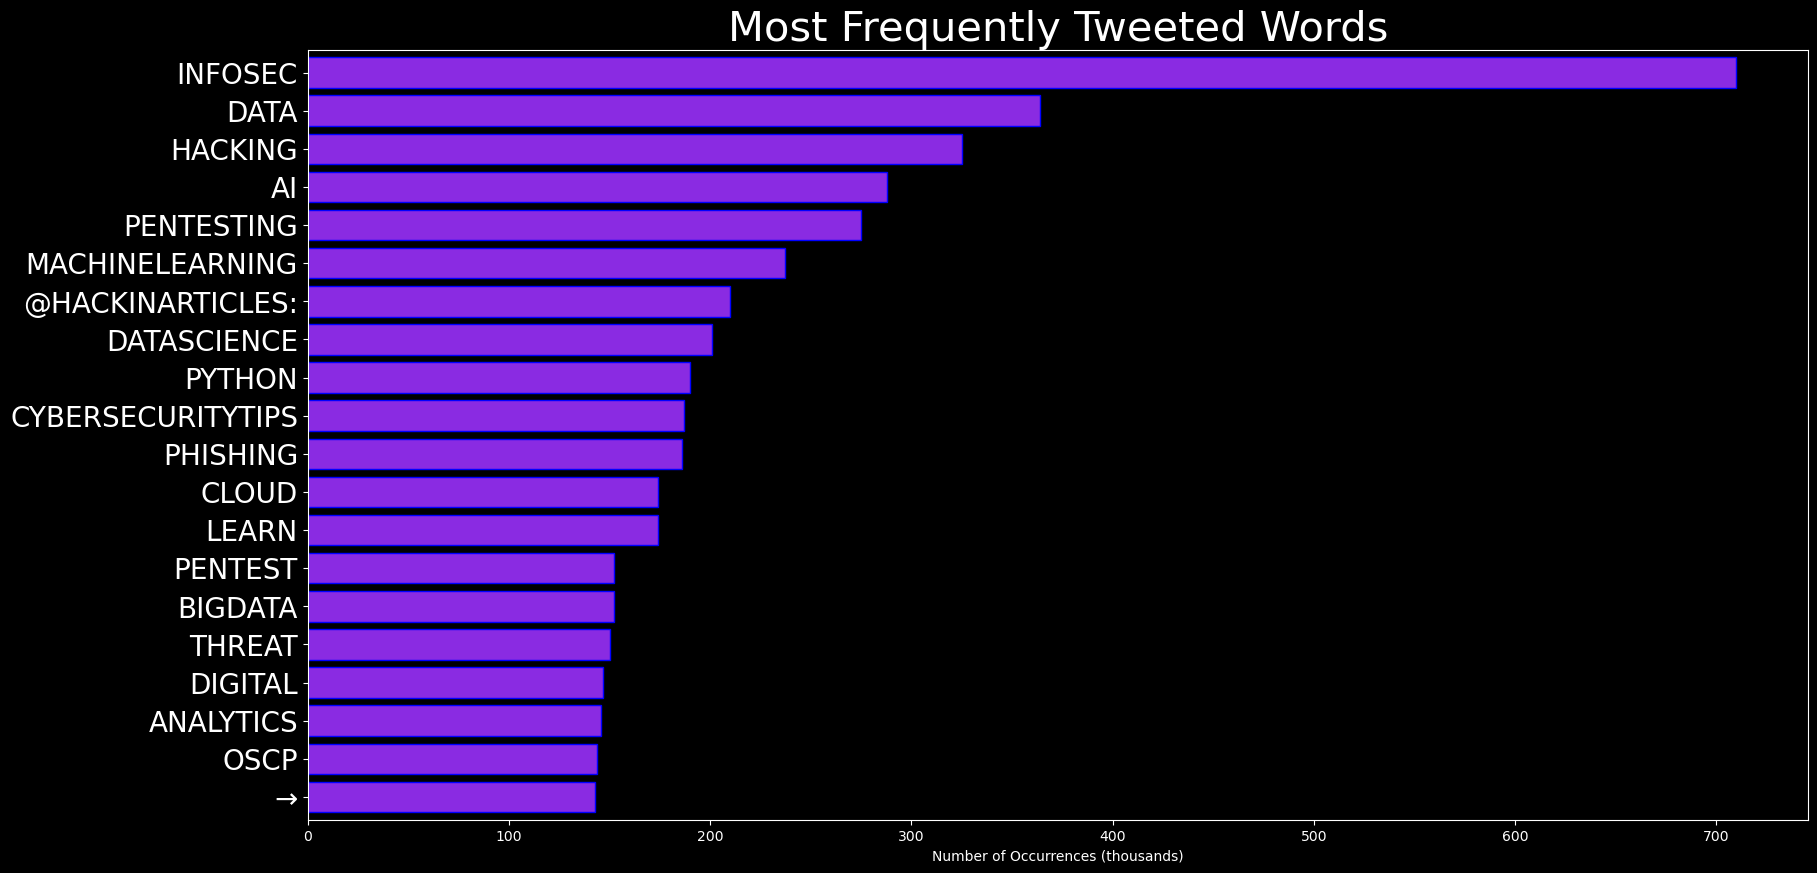 Most Frequently Tweeted Words
INFOSEC
DATA
HACKING
AI
PENTESTING
MACHINELEARNING
@HACKINARTICLES:
DATASCIENCE
PYTHON
CYBERSECURITYTIPS
PHISHING
CLOUD
LEARN
PENTEST
BIGDATA
THREAT
DIGITAL
ANALYTICS
OSCP
→
0 100 200 300 400 500 600 700
Number of Occurrences (thousands)